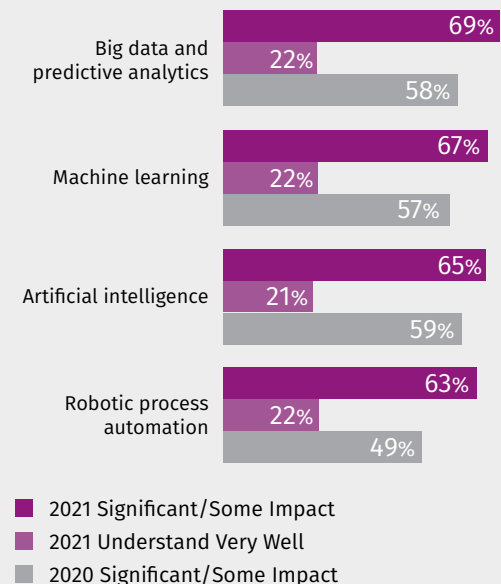 69%
Big data and
predictive analytics
22%
58%
67%
Machine learning
22%
57%
65%
Artificial intelligence
21%
59%
63%
Robotic process
automation
22%
49%
2021 Significant/Some Impact
2021 Understand Very Well
2020 Significant/Some Impact